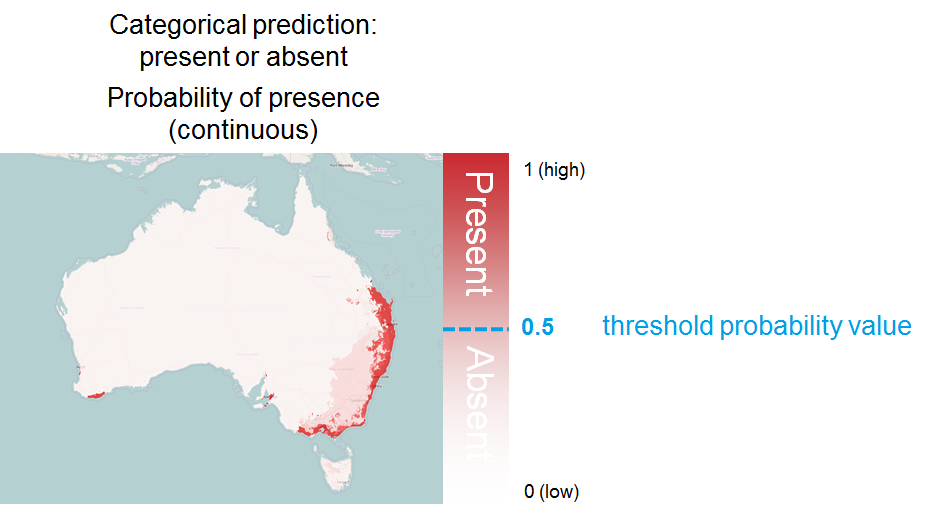 Categorical prediction:
present or absent
Probability of presence
(continuous)
1 (high)
Present
0.5
threshold probability value
Absent
0 (low)